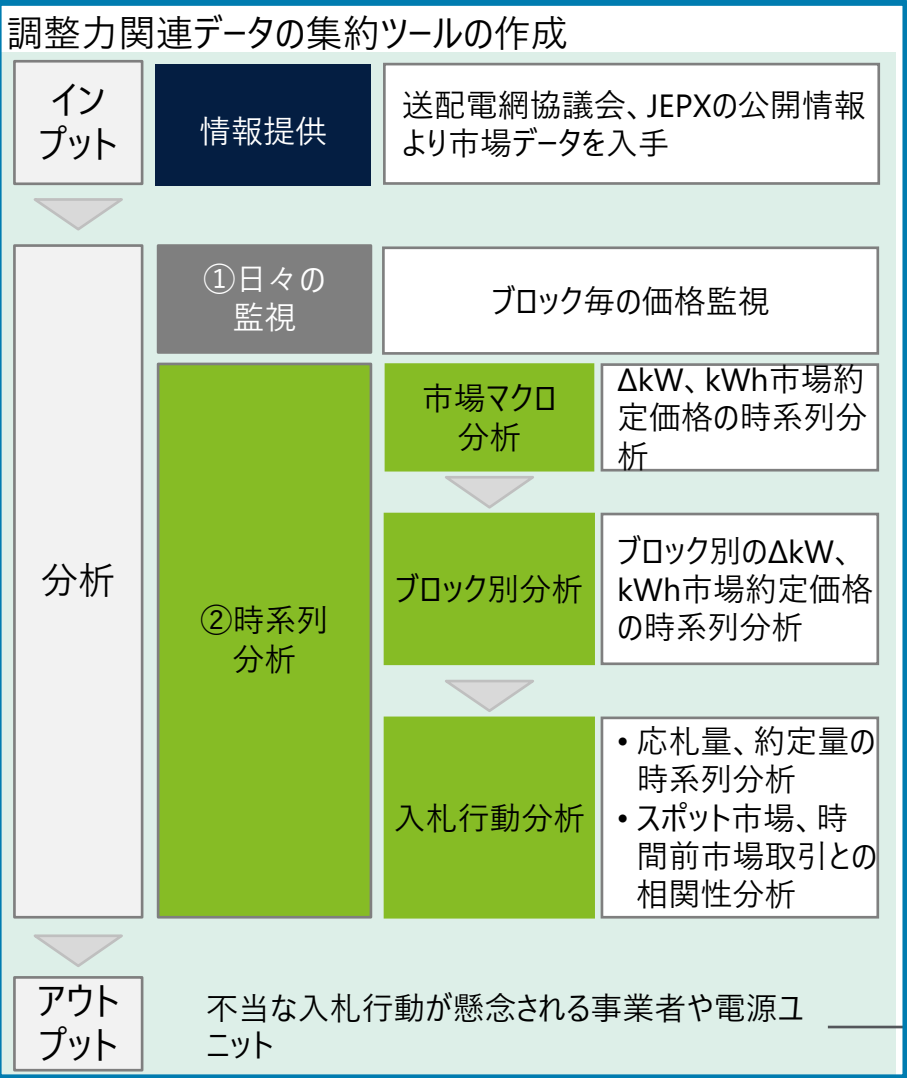 調整力関連データの集約ツールの作成
イン
プット
情報提供
送配電網協議会、JEPXの公開情報
より市場データを入手
分析
①日々の
監視
ブロック毎の価格監視
②時系列
分析
市場マクロ
分析
ΔkW、kWh市場約
定価格の時系列分
析
ブロック別分析
ブロック別のΔkW、
kWh市場約定価格
の時系列分析
入札行動分析
• 応札量、約定量の
時系列分析
• スポット市場、時
間前市場取引との
相関性分析
アウト
プット
不当な入札行動が懸念される事業者や電源ユ
ニット